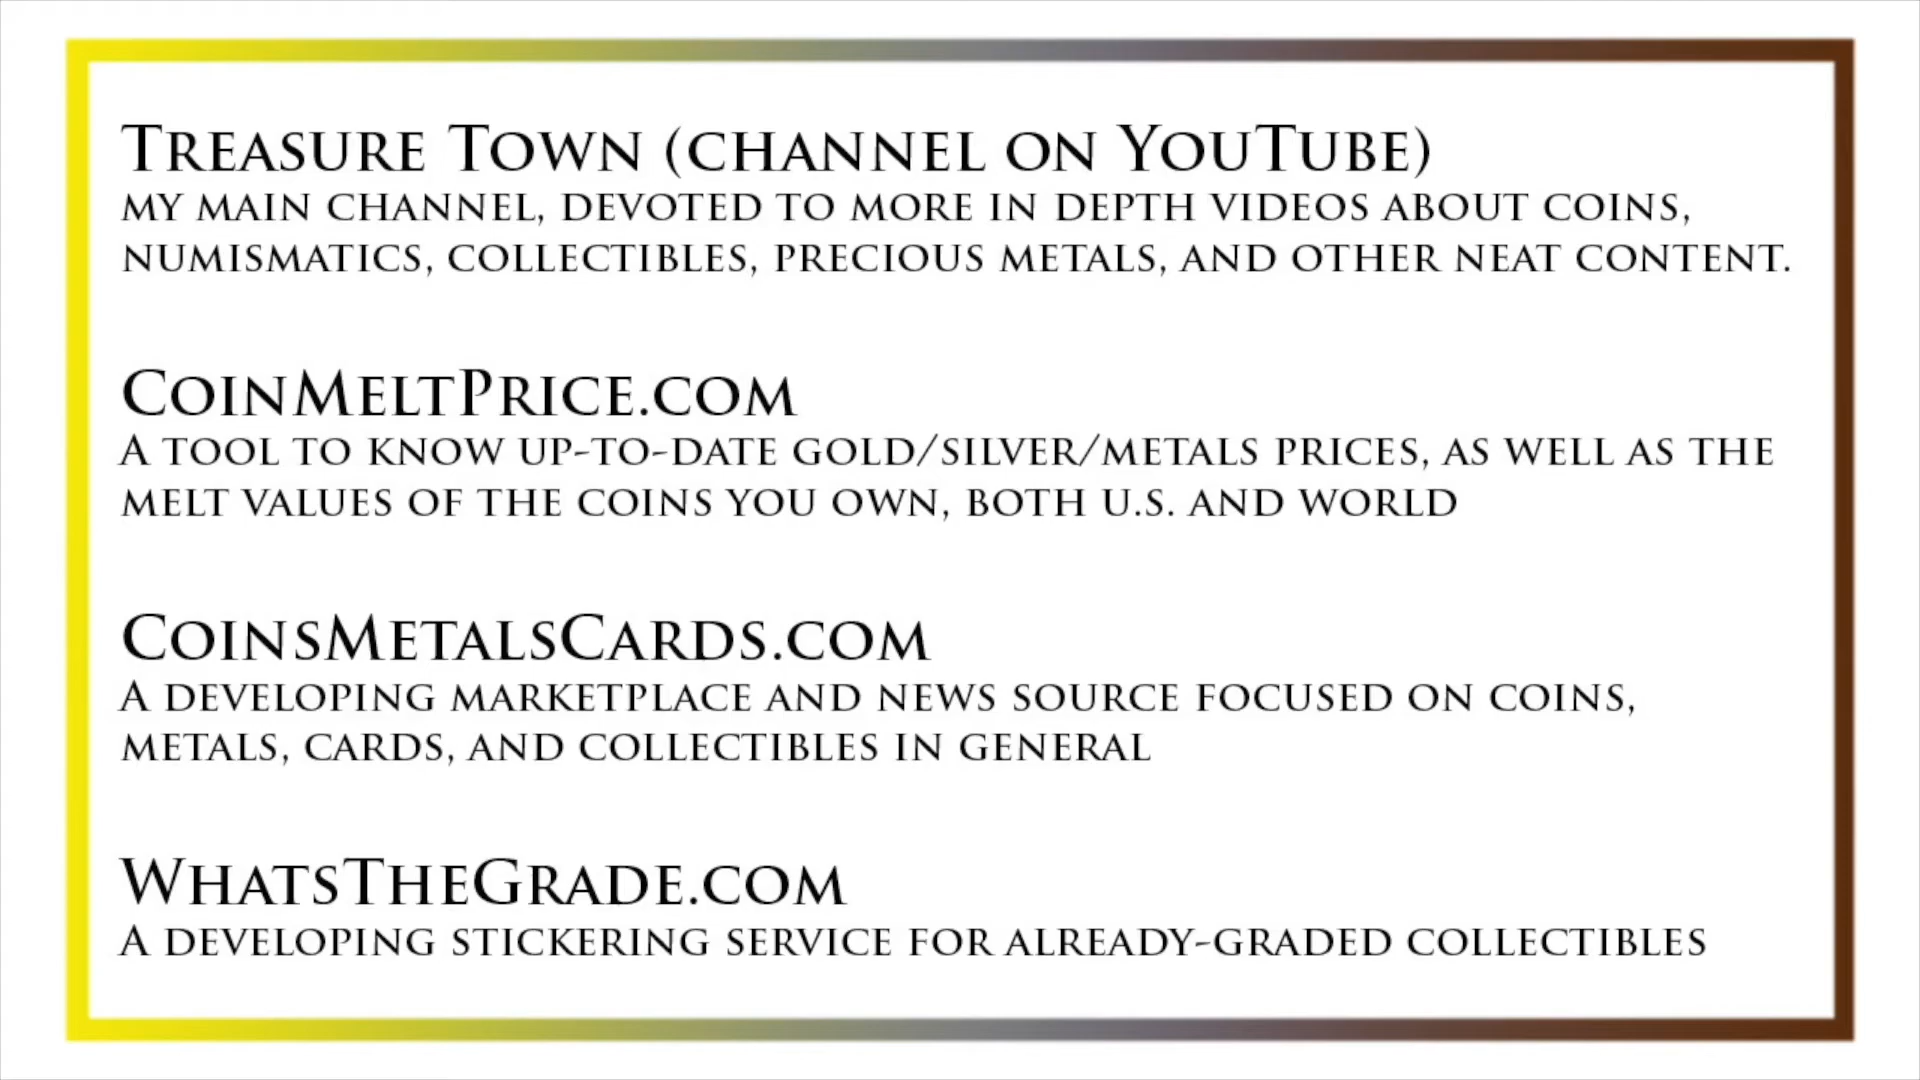 Treasure Town (channel on YouTube)
my main channel, devoted to more in depth videos about coins,
numismatics, collectibles, precious metals, and other neat content.
CoinMeltPrice.com
A tool to know up-to-date gold/silver/metals prices, as well as the
melt values of the coins you own, both U.S. and world
CoinsMetalsCards.com
A developing marketplace and news source focused on coins,
metals, cards, and collectibles in general
WhatsTheGrade.com
A developing stickering service for already-graded collectibles